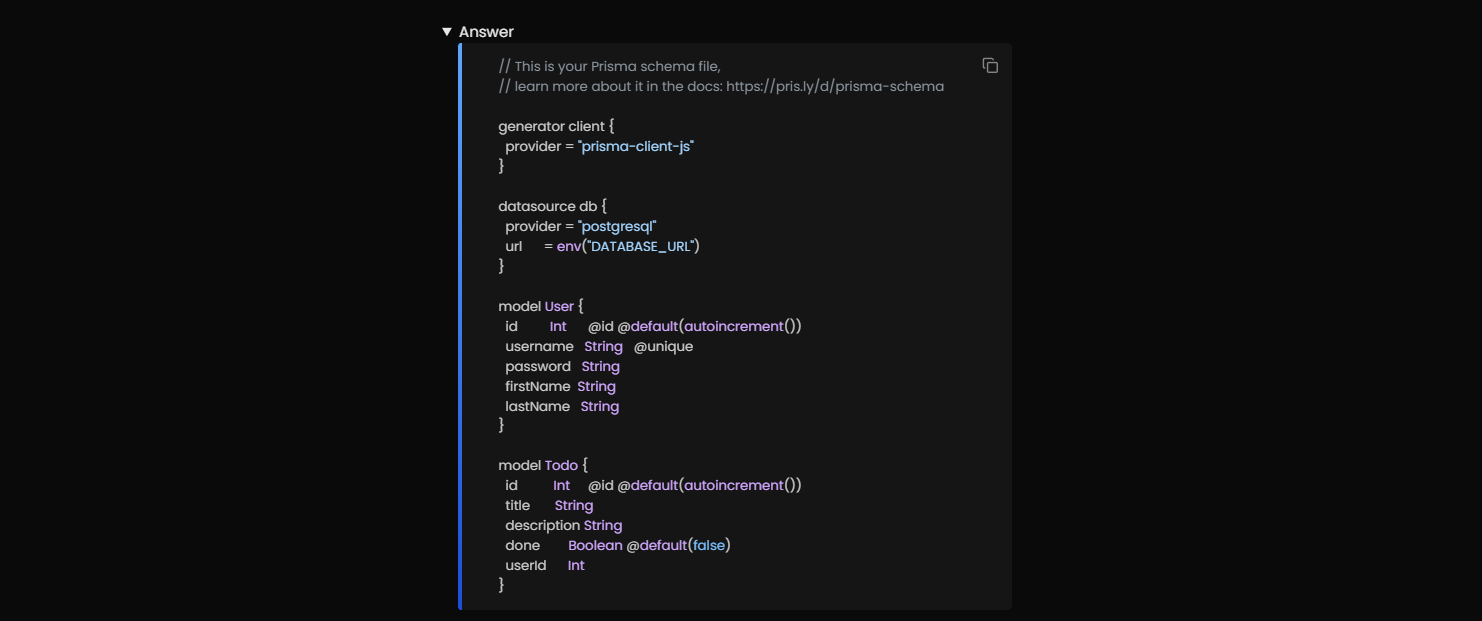 Answer
// This is your Prisma schema file,
// learn more about it in the docs: https://pris.ly/d/prisma-schema
generator client {
  provider = "prisma-client-js"
}
datasource db {
  provider = "postgresql"
  url      = env("DATABASE_URL")
}
model User {
  id         Int      @id @default(autoincrement())
  username   String   @unique
  password   String
  firstName  String
  lastName   String
}
model Todo {
  id          Int     @id @default(autoincrement())
  title       String
  description String
  done        Boolean @default(false)
  userId      Int
}